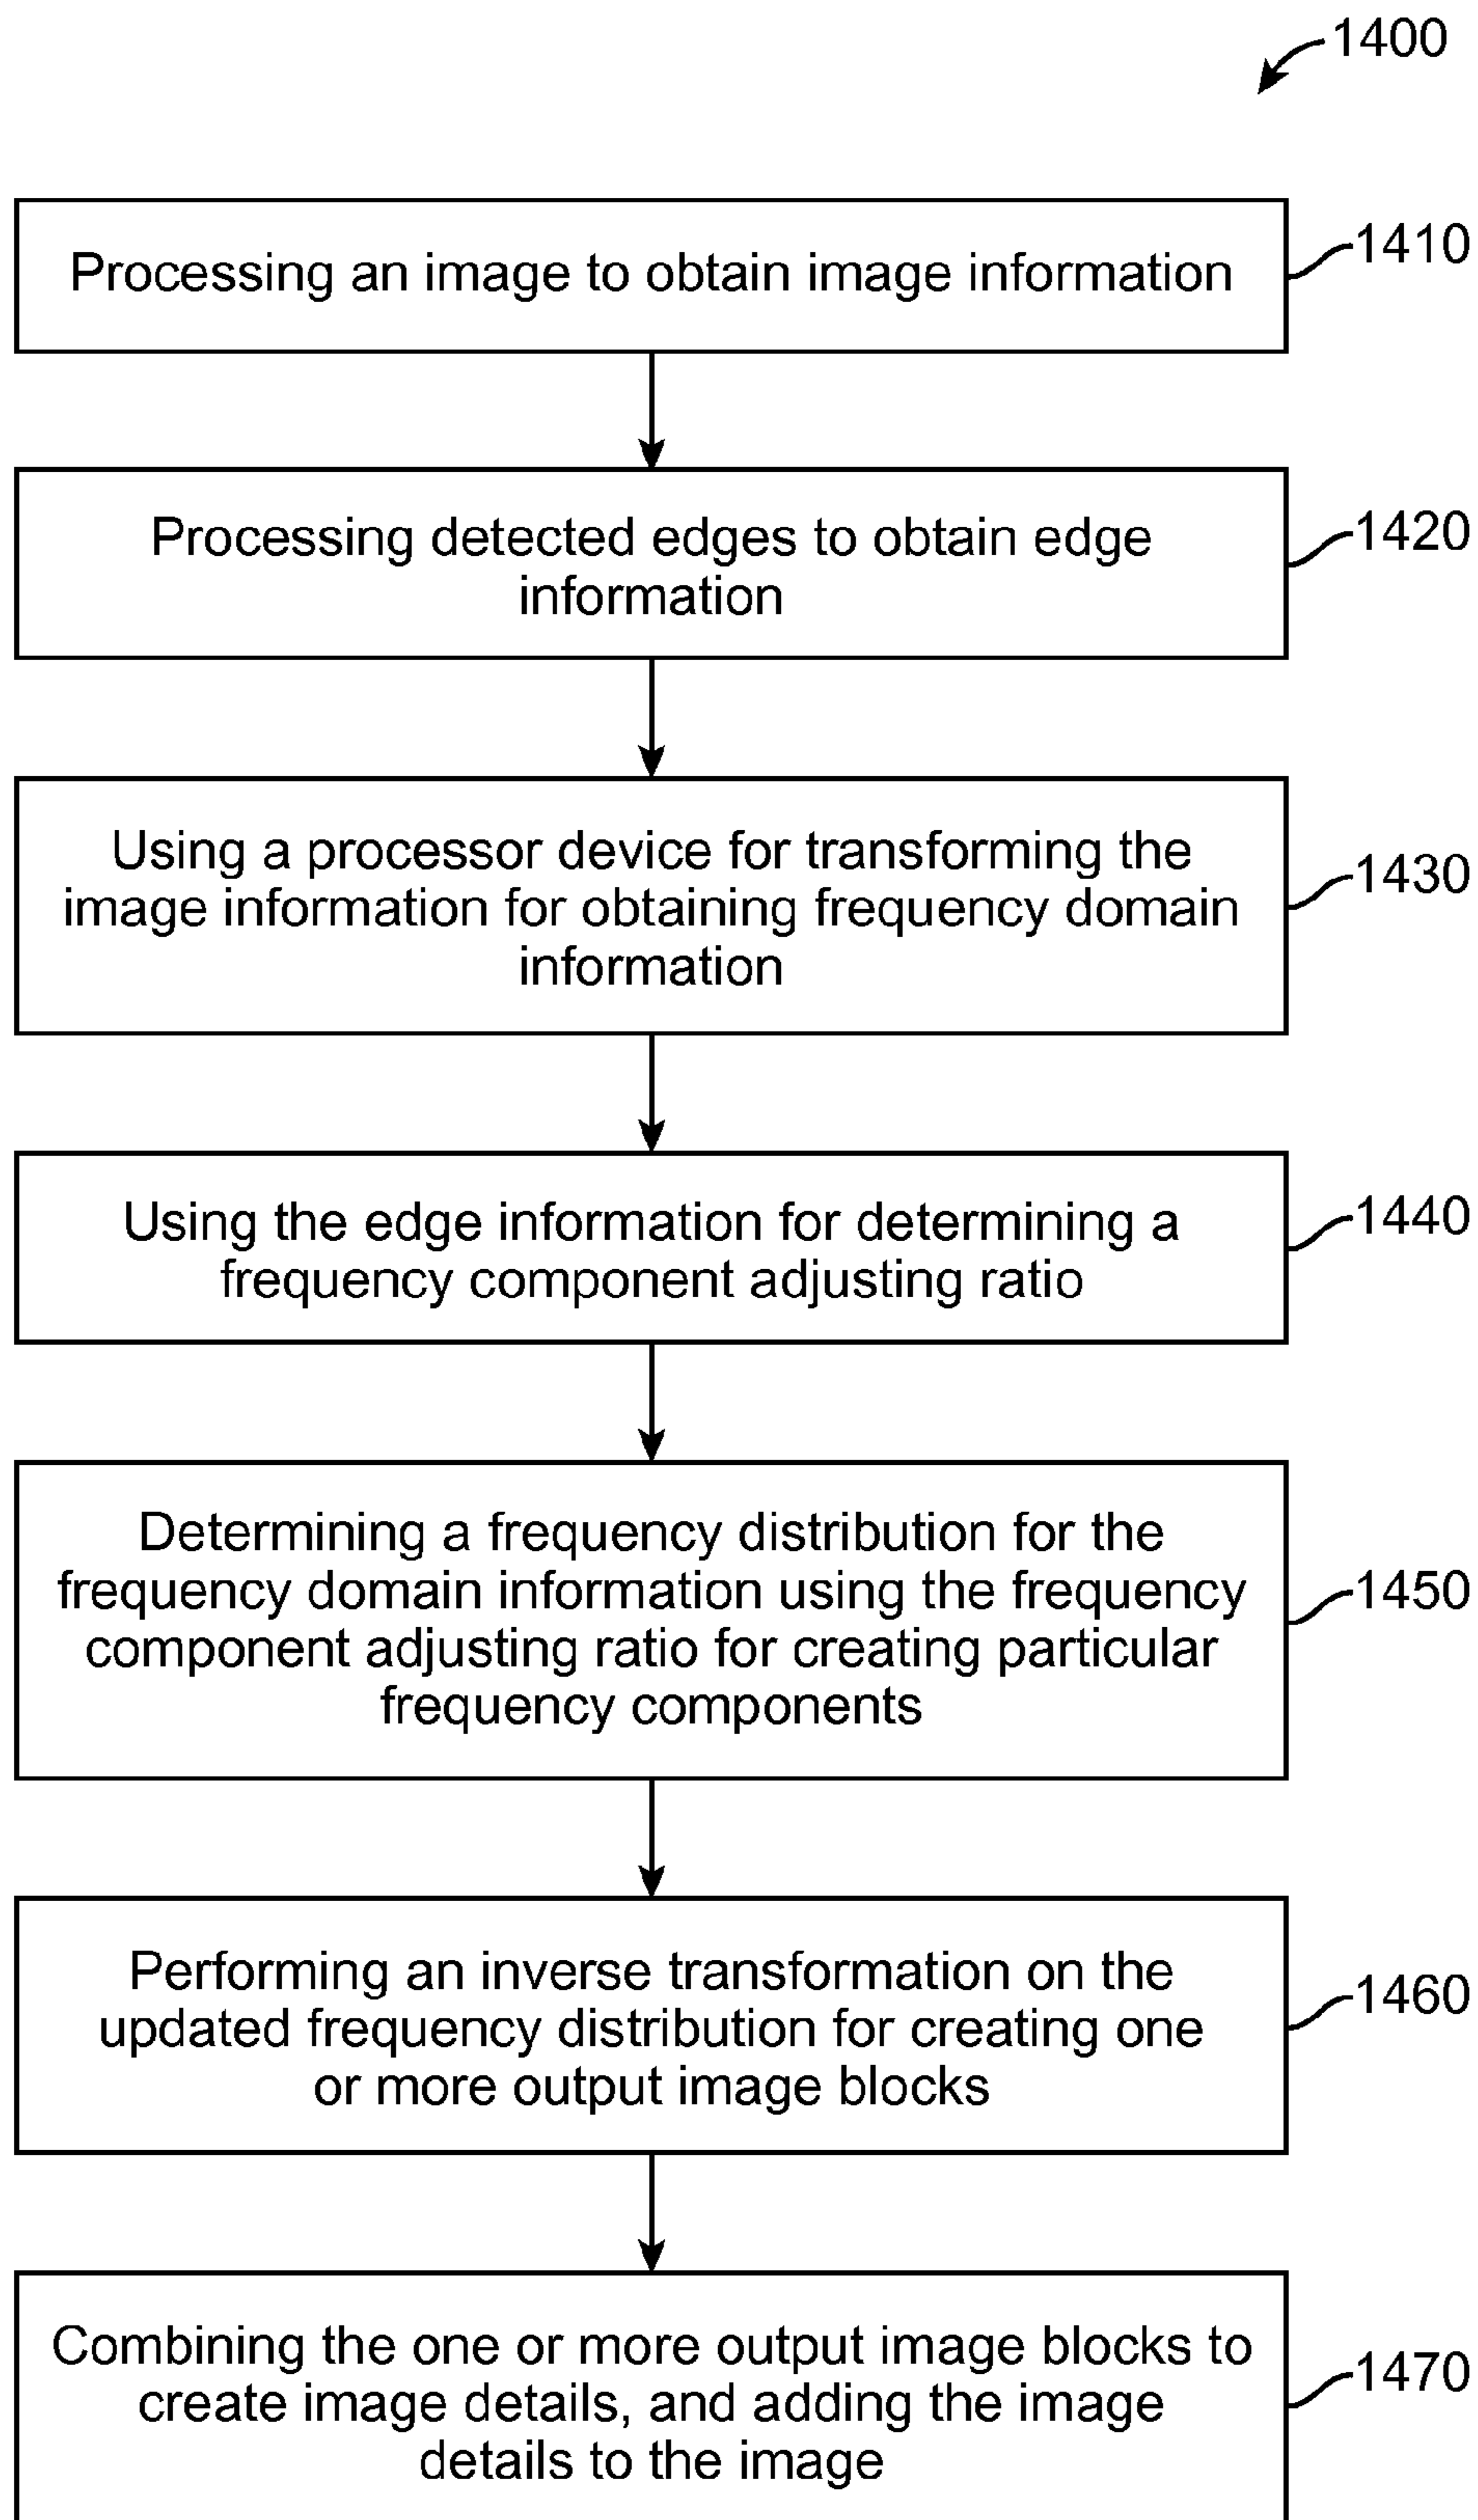 1400
Processing an image to obtain image information
1410
Processing detected edges to obtain edge
information
1420
Using a processor device for transforming the
image information for obtaining frequency domain
information
1430
Using the edge information for determining a
frequency component adjusting ratio
1440
Determining a frequency distribution for the
frequency domain information using the frequency
component adjusting ratio for creating particular
frequency components
1450
Performing an inverse transformation on the
updated frequency distribution for creating one
or more output image blocks
1460
Combining the one or more output image blocks to
create image details, and adding the image
details to the image
1470